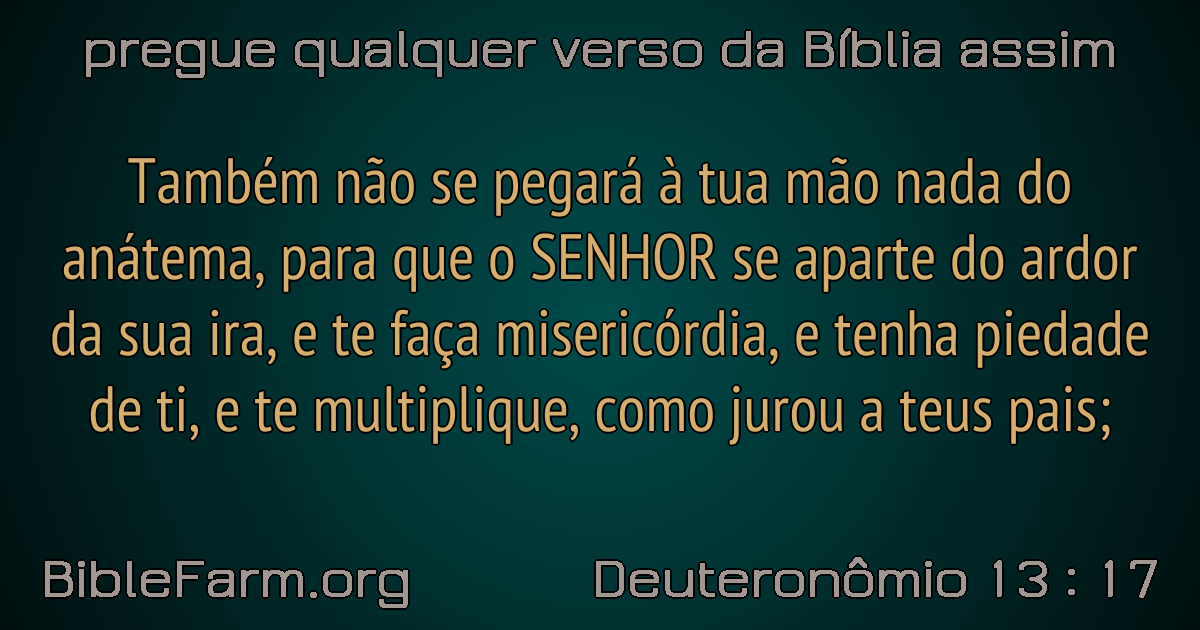 pregue qualquer verso da Bíblia assim
Também não se pegará à tua mão nada do
anátema, para que o SENHOR se aparte do ardor
da sua ira, e te faça misericórdia, e tenha piedade
de ti, e te multiplique, como jurou a teus pais;
BibleFarm.org
Deuteronômio 13 : 17